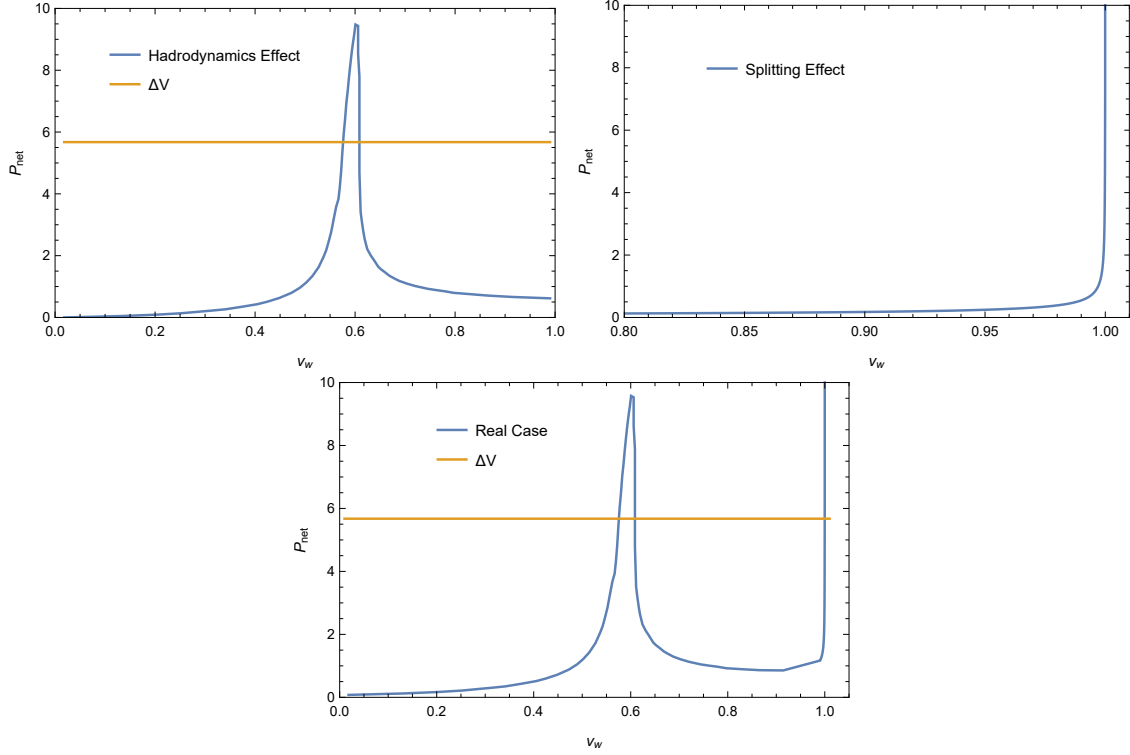 10
8
6
4
2
0
P_net
Hadrodynamics Effect
ΔV
0.0 0.2 0.4 0.6 0.8 1.0
v_w
10
8
6
4
2
0
P_net
Splitting Effect
0.80 0.85 0.90 0.95 1.00
v_w
10
8
6
4
2
0
P_net
Real Case
ΔV
0.0 0.2 0.4 0.6 0.8 1.0
v_w